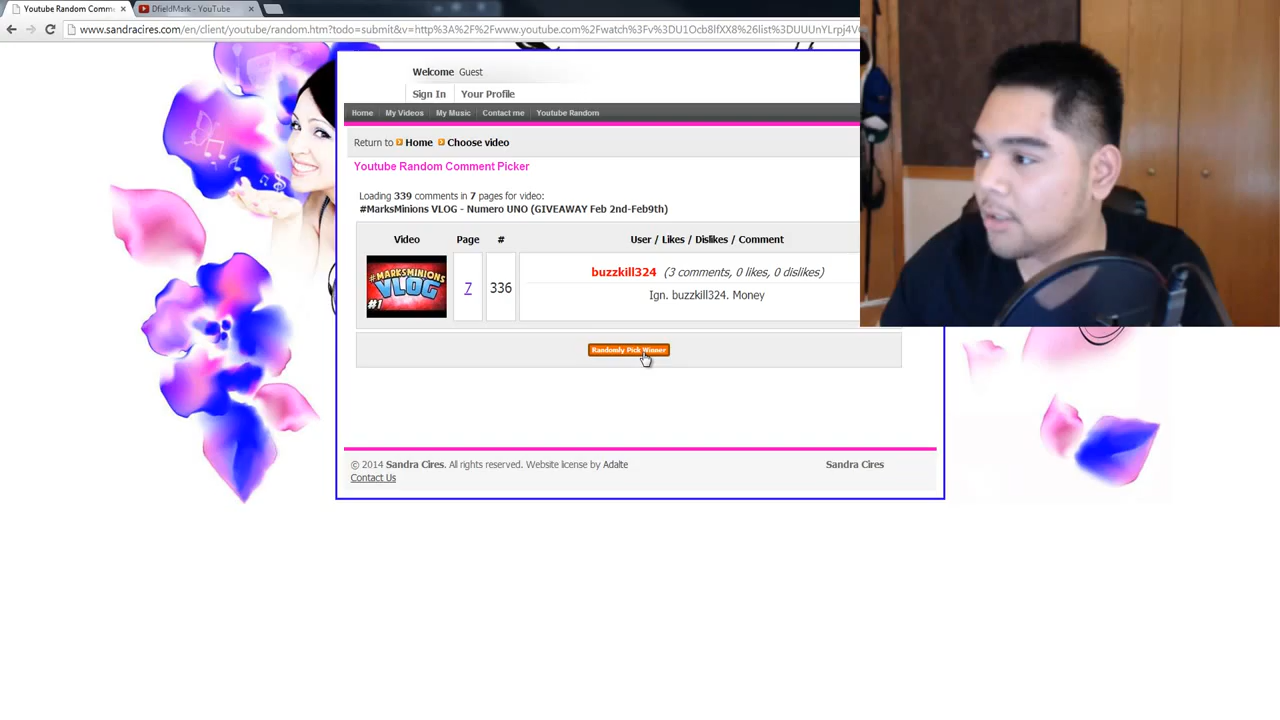 Youtube Random Comm
DfieldMark - YouTube
www.sandracires.com/en/client/youtube/random.htm?todo=submit&v=http%3A%2F%2Fwww.youtube.com%2Fwatch%3Fv%3DU1Ocb8lfXX8%26list%3DUUUnYLrpj4V
Welcome Guest
Sign In Your Profile
Home My Videos My Music Contact me Youtube Random
Return to Home Choose video
Youtube Random Comment Picker
Loading 339 comments in 7 pages for video:
#MarksMinions VLOG - Numero UNO (GIVEAWAY Feb 2nd-Feb9th)
Video Page # User / Likes / Dislikes / Comment
#MARKSMINIONS
VLOG
#1
7 336
buzzkill324 (3 comments, 0 likes, 0 dislikes)
Ign. buzzkill324. Money
Randomly Pick Winner
© 2014 Sandra Cires. All rights reserved. Website license by Adalte
Sandra Cires
Contact Us